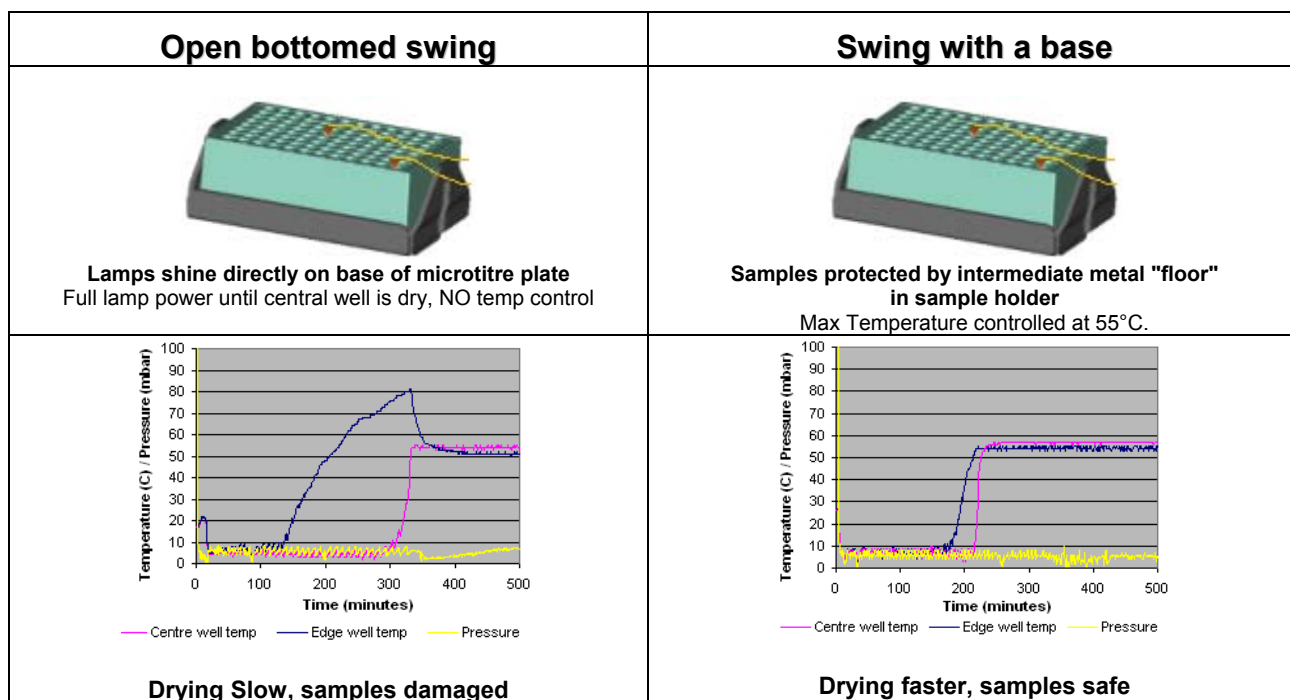 Open bottomed swing
Swing with a base
Lamps shine directly on base of microtitre plate
Full lamp power until central well is dry, NO temp control
Samples protected by intermediate metal "floor"
in sample holder
Max Temperature controlled at 55°C.
Temperature (C) / Pressure (mbar)
100
90
80
70
60
50
40
30
20
10
0
0 100 200 300 400 500
Time (minutes)
Centre well temp Edge well temp Pressure
Drying Slow, samples damaged
Temperature (C) / Pressure (mbar)
100
90
80
70
60
50
40
30
20
10
0
0 100 200 300 400 500
Time (minutes)
Centre well temp Edge well temp Pressure
Drying faster, samples safe